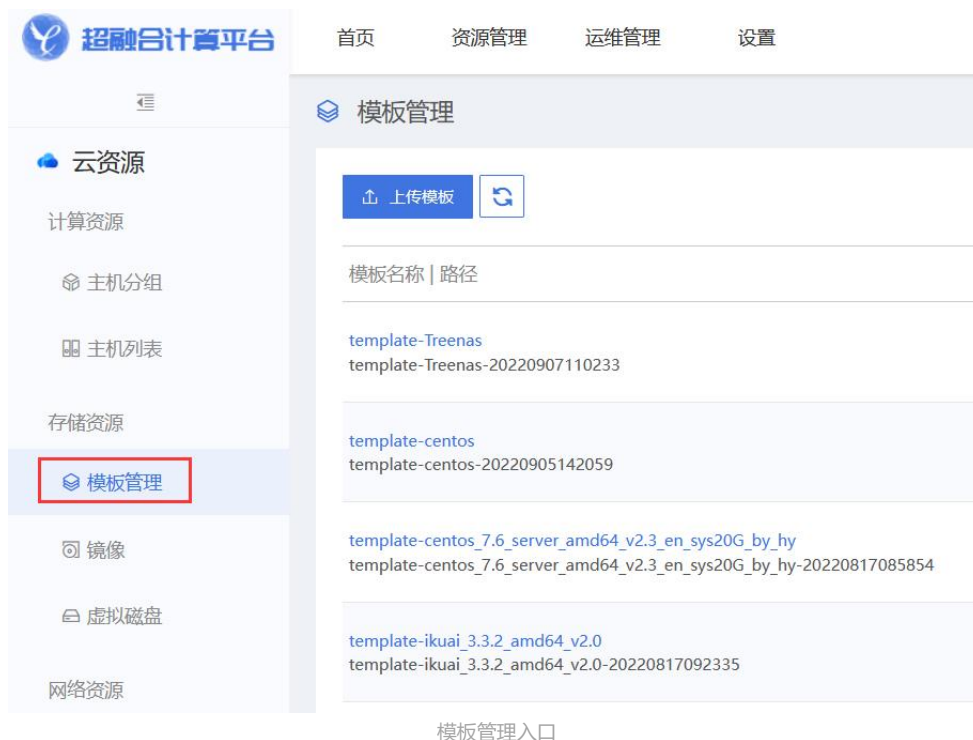 超融合计算平台
首页 资源管理 运维管理 设置
模板管理
云资源
计算资源
主机分组
主机列表
存储资源
模板管理
镜像
虚拟磁盘
网络资源
上传模板
模板名称 | 路径
template-Treenas
template-Treenas-20220907110233
template-centos
template-centos-20220905142059
template-centos_7.6_server_amd64_v2.3_en_sys20G_by_hy
template-centos_7.6_server_amd64_v2.3_en_sys20G_by_hy-20220817085854
template-ikuai_3.3.2_amd64_v2.0
template-ikuai_3.3.2_amd64_v2.0-20220817092335
模板管理入口